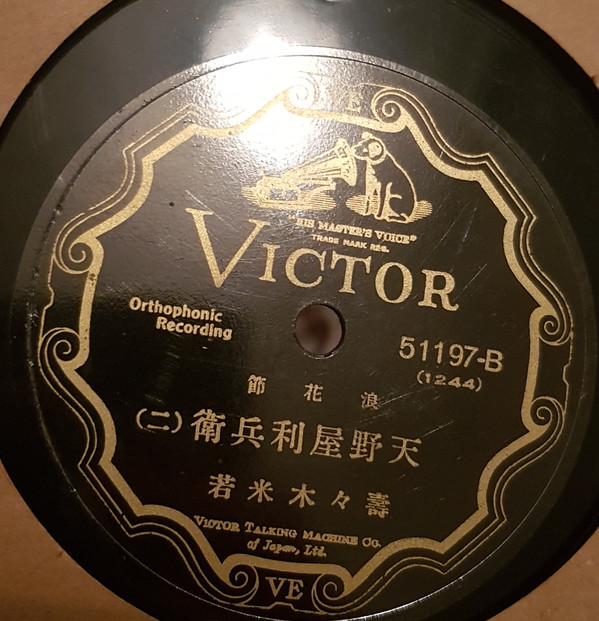 "HIS MASTER'S VOICE"
TRADE MARK REG.
VICTOR
Orthophonic
Recording
51197-B
(1244)
浪花節
天野屋利兵衛(二)
壽々木米若
VICTOR TALKING MACHINE CO.
of Japan, Ltd.
VE